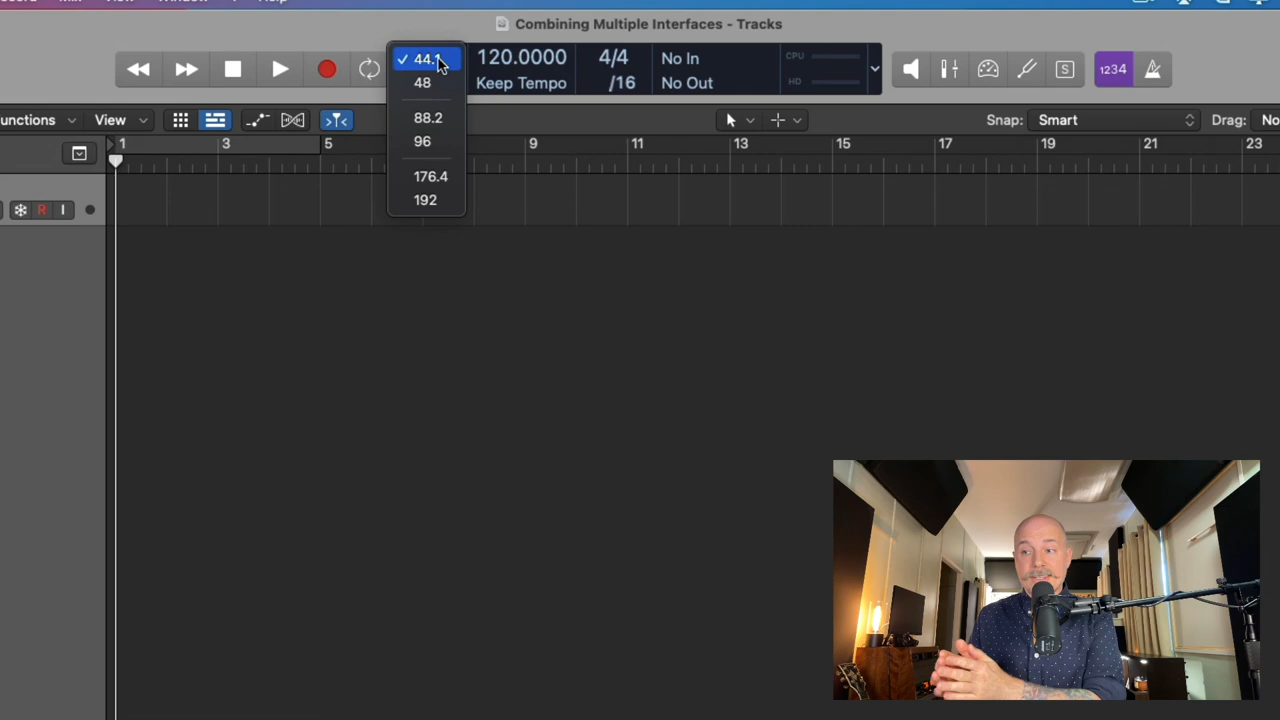 Combining Multiple Interfaces - Tracks
44.1
48
88.2
96
176.4
192
120.0000
Keep Tempo
4/4
/16
No In
No Out
CPU
HD
S
1234
unctions
View
Snap: Smart
Drag: No
1 3 5 9 11 13 15 17 19 21 23
R I